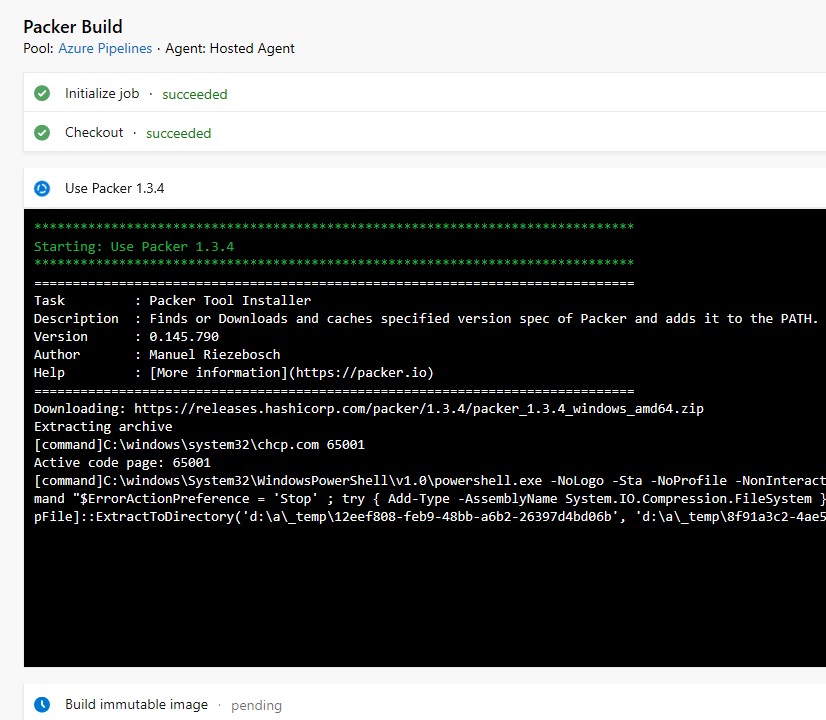 Packer Build
Pool: Azure Pipelines · Agent: Hosted Agent
Initialize job · succeeded
Checkout · succeeded
Use Packer 1.3.4
******************************************************************************
Starting: Use Packer 1.3.4
******************************************************************************
==============================================================================
Task         : Packer Tool Installer
Description  : Finds or Downloads and caches specified version spec of Packer and adds it to the PATH.
Version      : 0.145.790
Author       : Manuel Riezebosch
Help         : [More information](https://packer.io)
==============================================================================
Downloading: https://releases.hashicorp.com/packer/1.3.4/packer_1.3.4_windows_amd64.zip
Extracting archive
[command]C:\windows\system32\chcp.com 65001
Active code page: 65001
[command]C:\windows\System32\WindowsPowerShell\v1.0\powershell.exe -NoLogo -Sta -NoProfile -NonInteract
mand "$ErrorActionPreference = 'Stop' ; try { Add-Type -AssemblyName System.IO.Compression.FileSystem }
pFile]::ExtractToDirectory('d:\a\_temp\12eef808-feb9-48bb-a6b2-26397d4bd06b', 'd:\a\_temp\8f91a3c2-4ae5
Build immutable image · pending